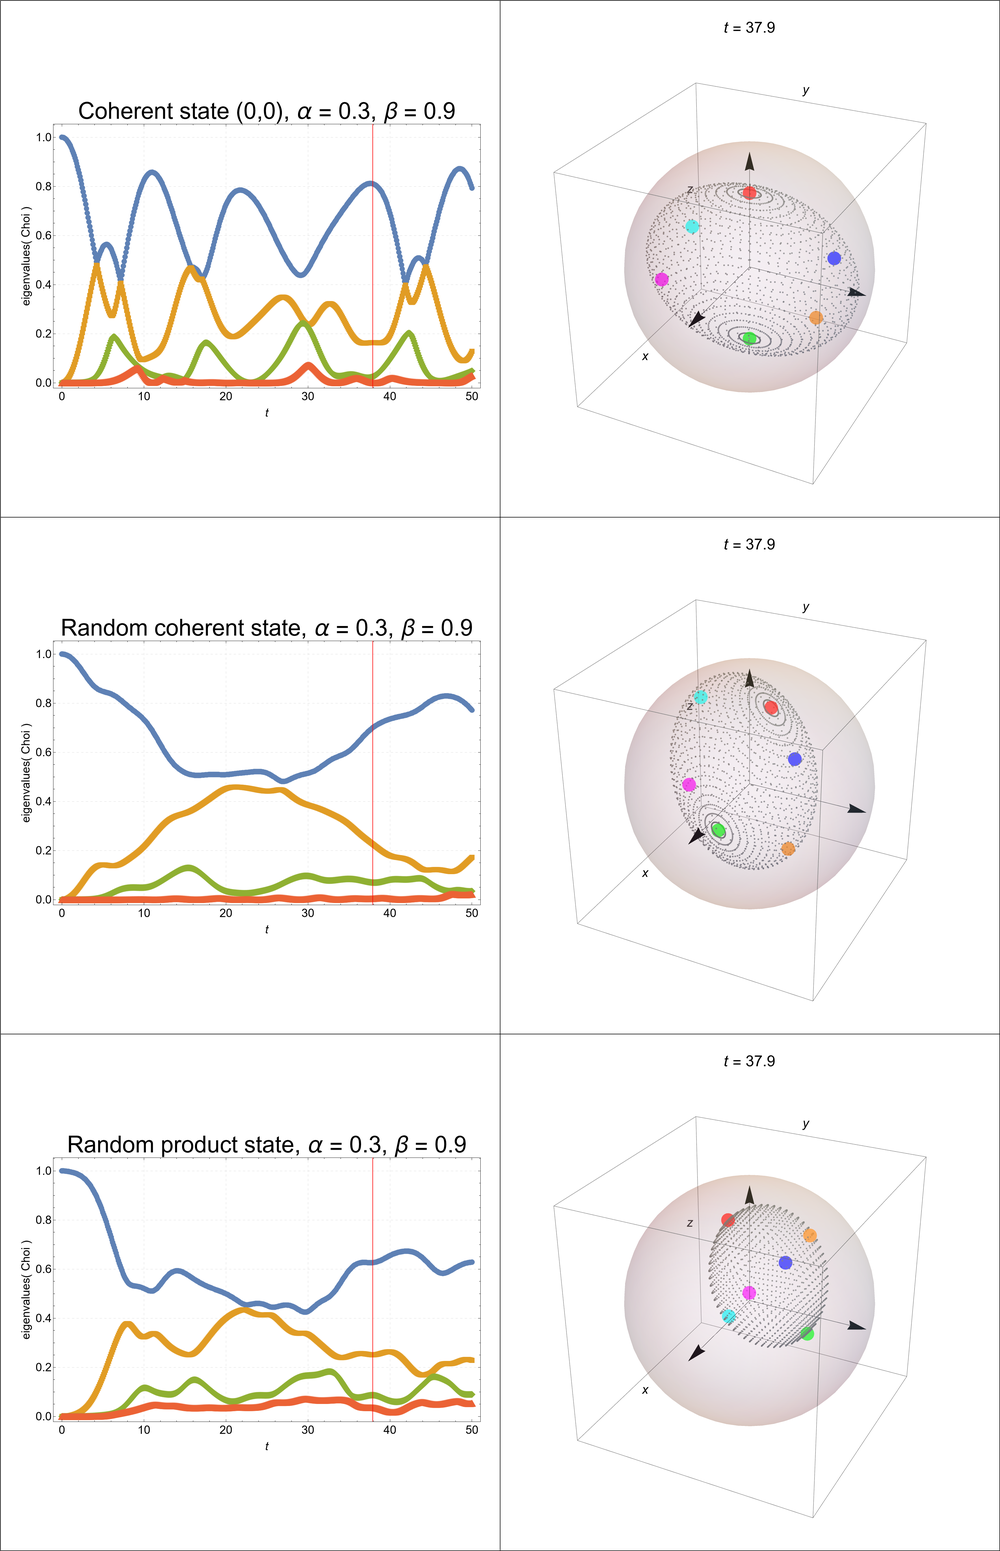 t = 37.9
y
Coherent state (0,0), α = 0.3, β = 0.9
1.0
0.8
0.6
0.4
0.2
0.0
eigenvalues( Choi )
0
10
20
30
40
50
t
z
x
t = 37.9
y
Random coherent state, α = 0.3, β = 0.9
1.0
0.8
0.6
0.4
0.2
0.0
eigenvalues( Choi )
0
10
20
30
40
50
t
z
x
t = 37.9
y
Random product state, α = 0.3, β = 0.9
1.0
0.8
0.6
0.4
0.2
0.0
eigenvalues( Choi )
0
10
20
30
40
50
t
z
x